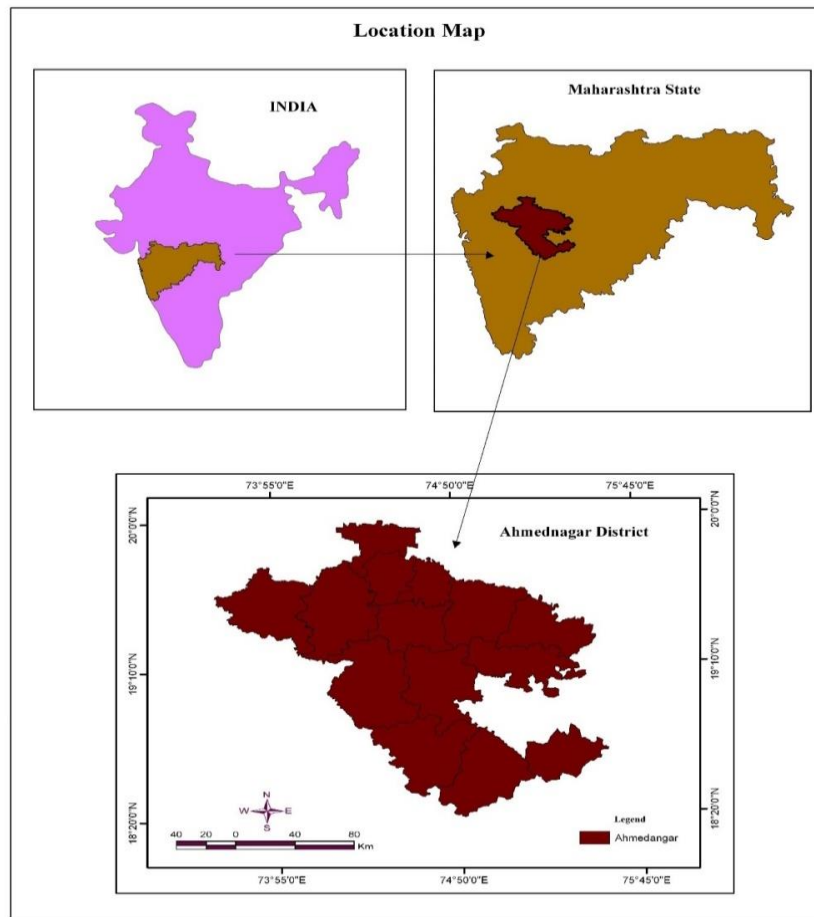 Location Map
INDIA
Maharashtra State
73°55'0"E 74°50'0"E 75°45'0"E
20°0'0"N
20°0'0"N
Ahmednagar District
19°10'0"N
19°10'0"N
18°20'0"N
18°20'0"N
N
W E
S
40 20 0 40 80
Km
Legend
Ahmedangar
73°55'0"E 74°50'0"E 75°45'0"E